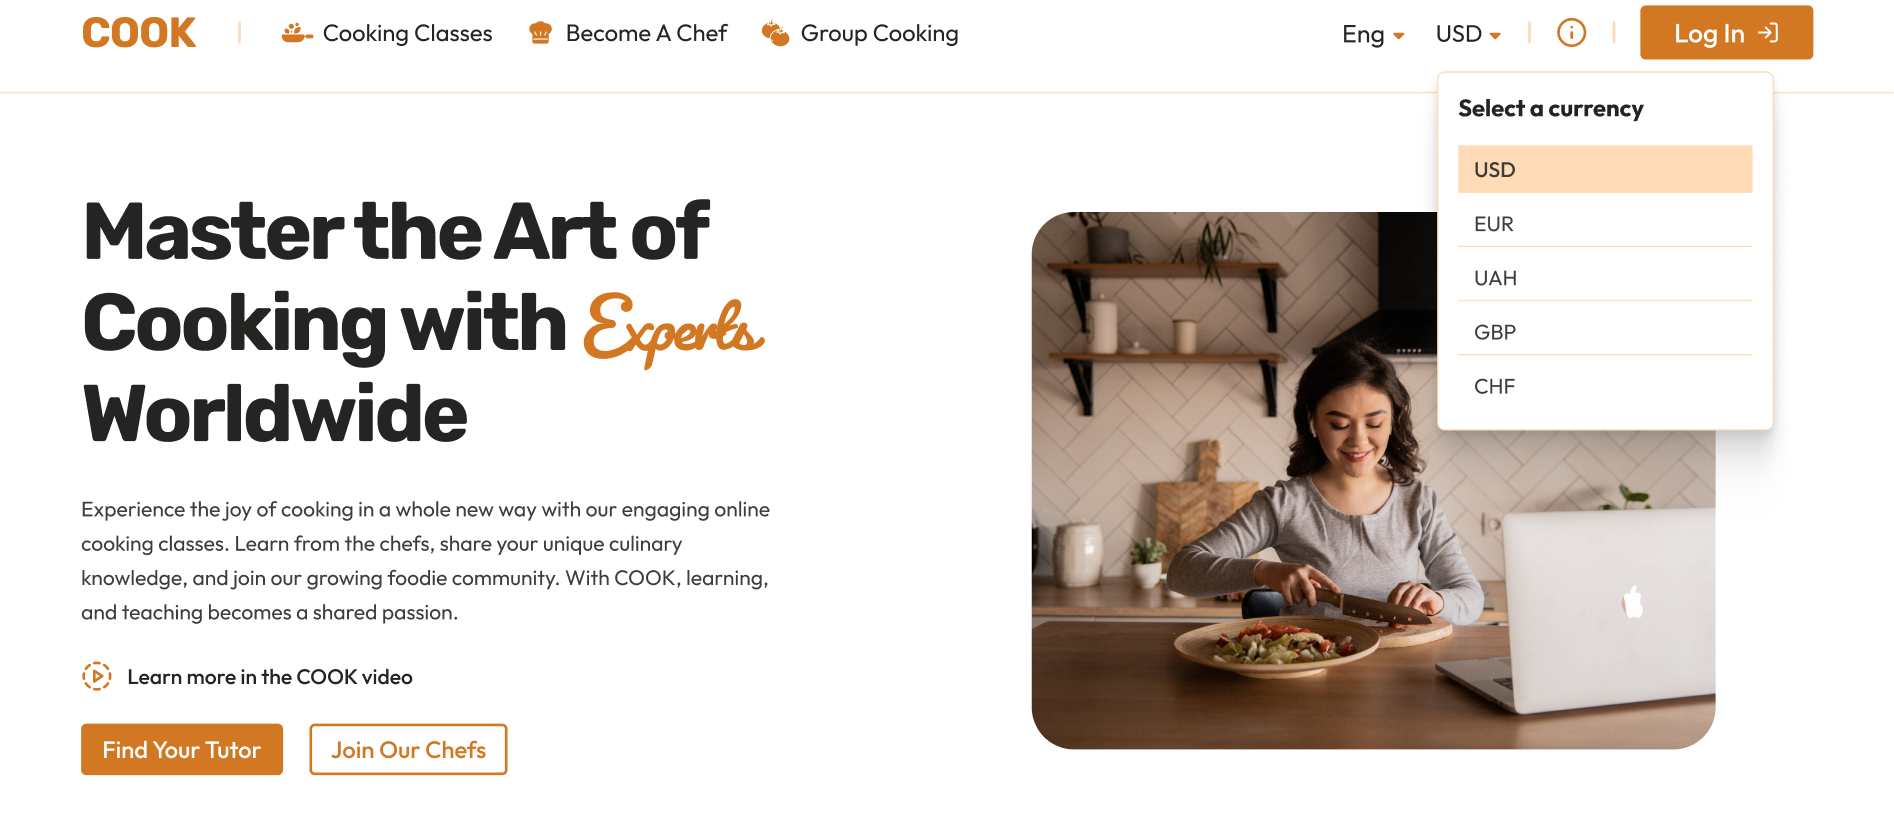 COOK
Cooking Classes
Become A Chef
Group Cooking
Eng
USD
Log In
Select a currency
USD
EUR
UAH
GBP
CHF
Master the Art of
Cooking with Experts
Worldwide
Experience the joy of cooking in a whole new way with our engaging online
cooking classes. Learn from the chefs, share your unique culinary
knowledge, and join our growing foodie community. With COOK, learning,
and teaching becomes a shared passion.
Learn more in the COOK video
Find Your Tutor
Join Our Chefs